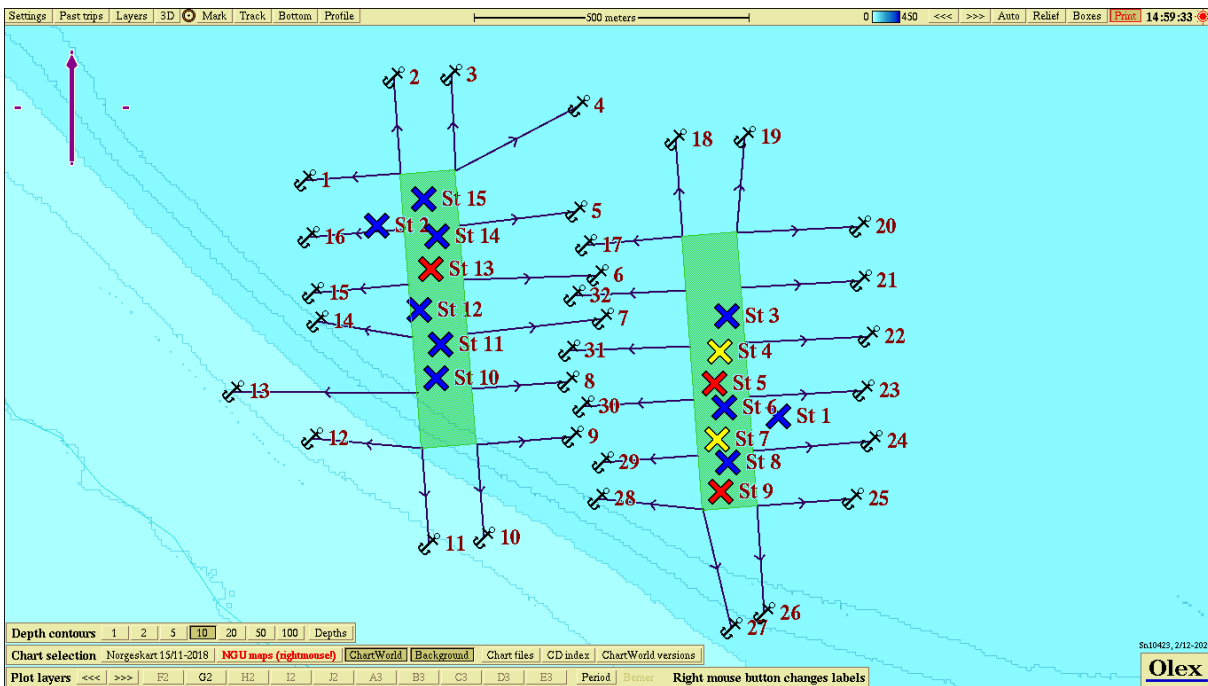 Settings Past trips Layers 3D Mark Track Bottom Profile 500 meters 0 450 <<< >>> Auto Relief Boxes Print 14:59:33
2 3
4
18 19
1
St 15
5
St 2 20
16 St 14 17
St 13 6
15 32 21
St 12 St 3
14 7
St 11 31 St 4 22
St 10 8 St 5
13 30 St 6 23
St 1
12 9 St 7 24
29 St 8
28 St 9 25
11 10
27 26
Depth contours 1 2 5 10 20 50 100 Depths
Sn10423, 2/12-202
Chart selection Norgeskart 15/11-2018 NGU maps (rightmouse!) ChartWorld Background Chart files CD index ChartWorld versions
Olex
Plot layers <<< >>> F2 G2 H2 I2 J2 A3 B3 C3 D3 E3 Period Berner Right mouse button changes labels